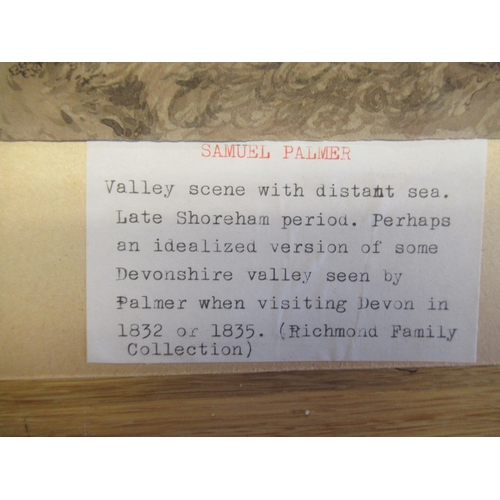 SAMUEL PALMER
Valley scene with distant sea.
Late Shoreham period. Perhaps
an idealized version of some
Devonshire valley seen by
Palmer when visiting Devon in
1832 or 1835. (Richmond Family
Collection)